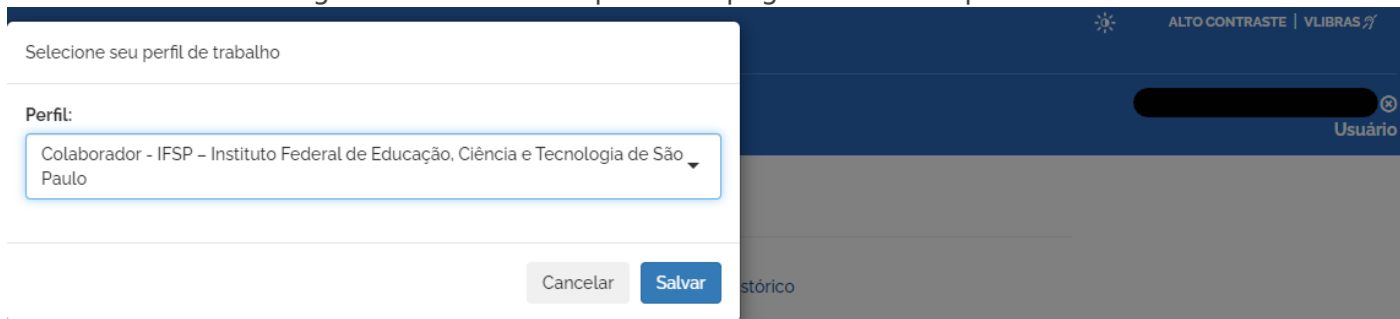 Selecione seu perfil de trabalho
ALTO CONTRASTE | VLIBRAS
Perfil:
Usuário
Colaborador - IFSP – Instituto Federal de Educação, Ciência e Tecnologia de São
Paulo
Cancelar
Salvar
stórico